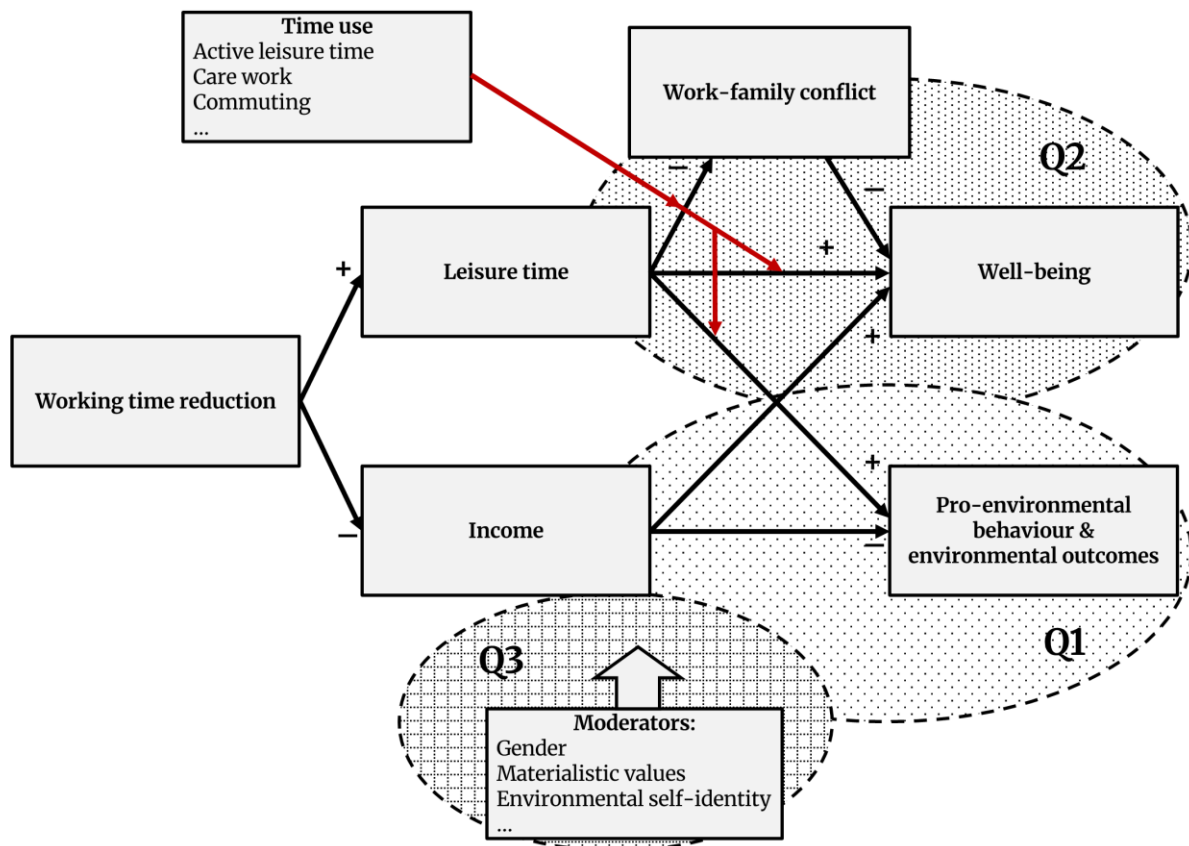 Time use
Active leisure time
Care work
Commuting
...
Work-family conflict
Q2
–
–
+
Leisure time
+
Well-being
+
Working time reduction
+
–
Income
–
Pro-environmental
behaviour &
environmental outcomes
Q1
Q3
Moderators:
Gender
Materialistic values
Environmental self-identity
...